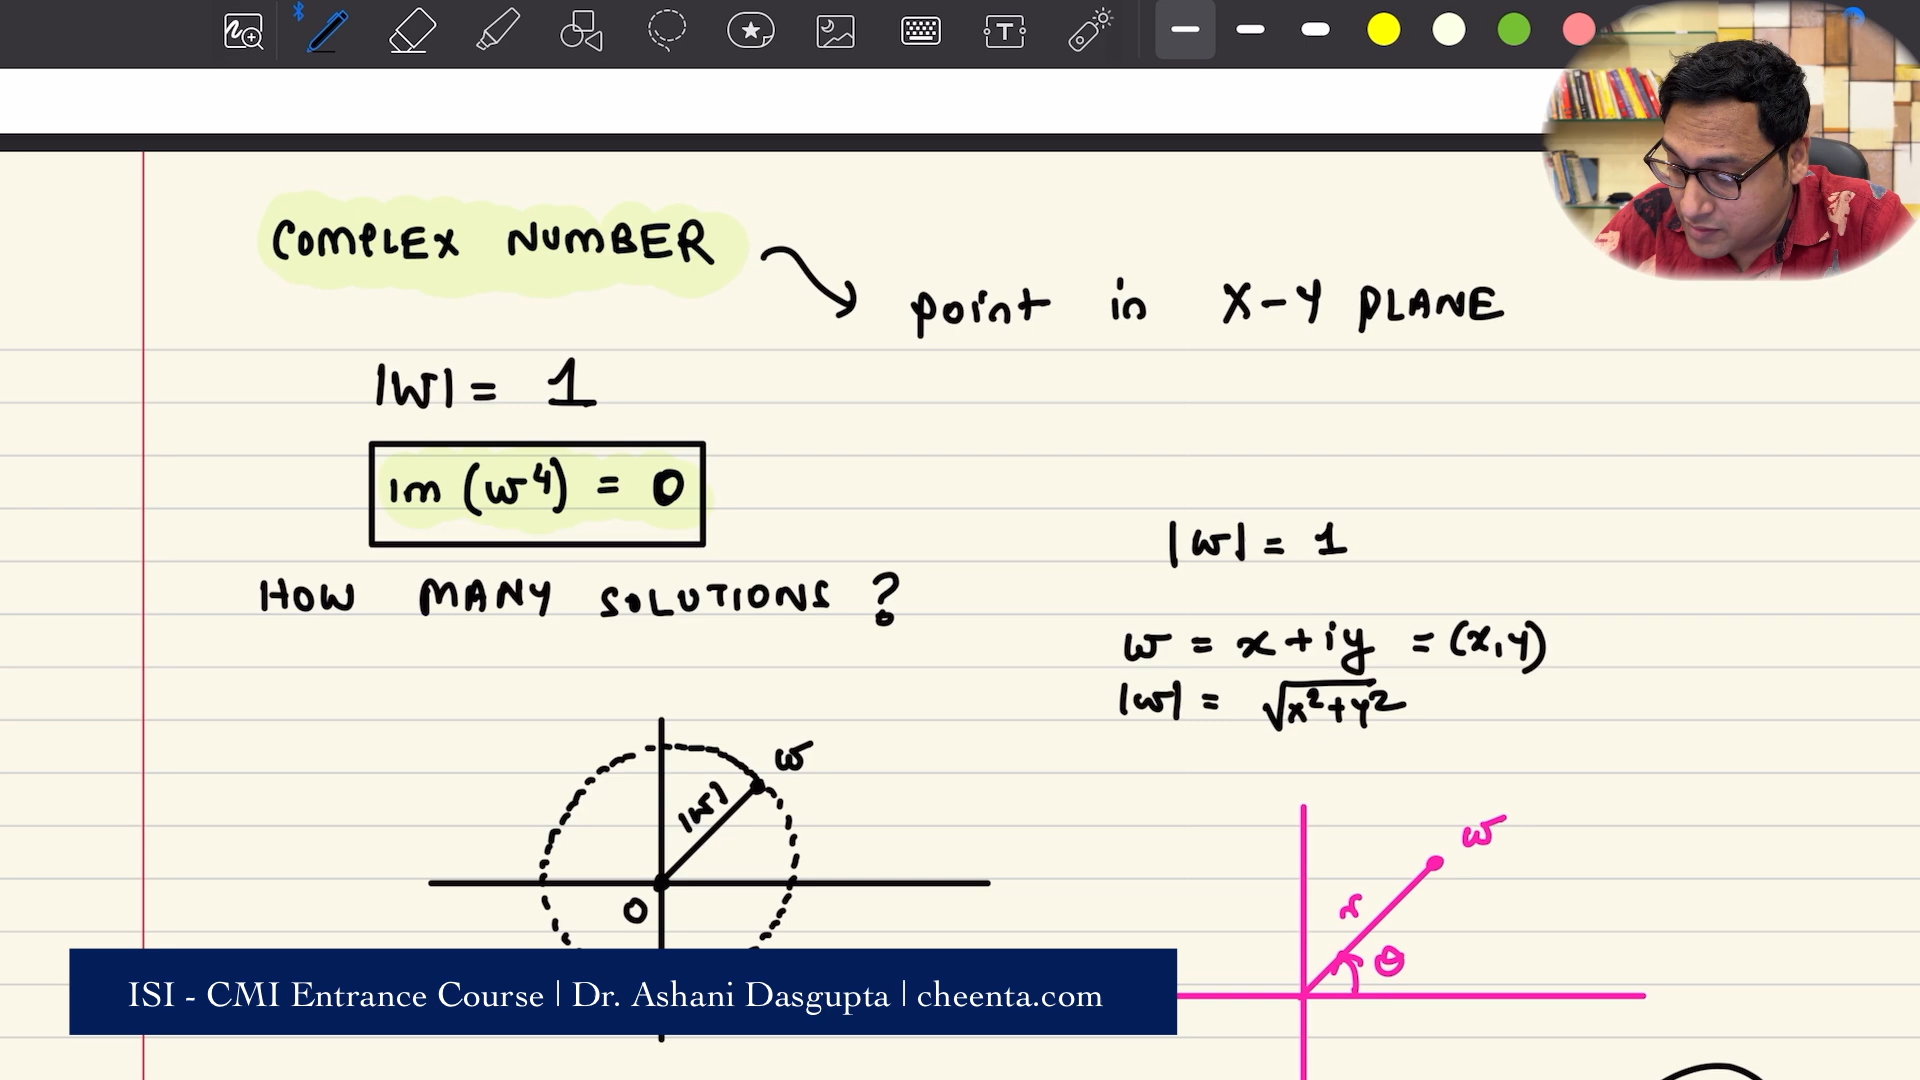 COMPLEX NUMBER
point in X-Y PLANE
|W| = 1
Im (w⁴) = 0
HOW MANY SOLUTIONS ?
|w| = 1
w = x + iy = (x, y)
|w| = √x² + y²
w
|w|
O
w
r
θ
ISI - CMI Entrance Course | Dr. Ashani Dasgupta | cheenta.com